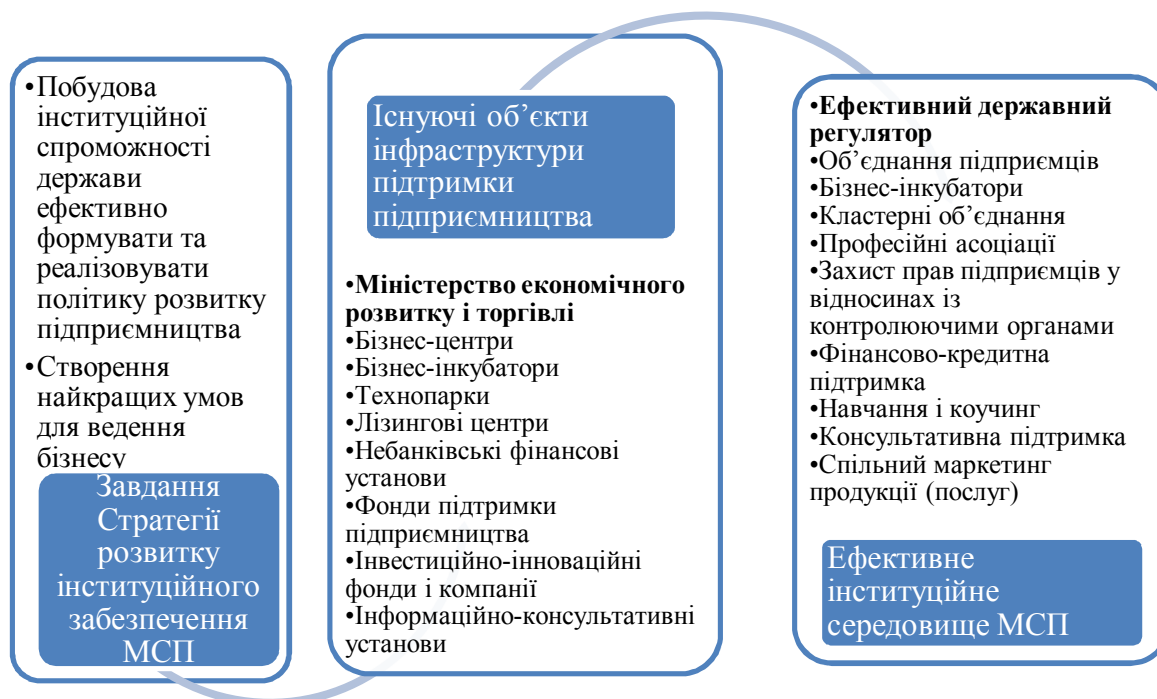 •Побудова
інституційної
спроможності
держави
ефективно
формувати та
реалізовувати
політику розвитку
підприємництва
•Створення
найкращих умов
для ведення
бізнесу
Завдання
Стратегії
розвитку
інституційного
забезпечення
МСП
Існуючі об’єкти
інфраструктури
підтримки
підприємництва
•Міністерство економічного
розвитку і торгівлі
•Бізнес-центри
•Бізнес-інкубатори
•Технопарки
•Лізингові центри
•Небанківські фінансові
установи
•Фонди підтримки
підприємництва
•Інвестиційно-інноваційні
фонди і компанії
•Інформаційно-консультативні
установи
•Ефективний державний
регулятор
•Об’єднання підприємців
•Бізнес-інкубатори
•Кластерні об’єднання
•Професійні асоціації
•Захист прав підприємців у
відносинах із
контролюючими органами
•Фінансово-кредитна
підтримка
•Навчання і коучинг
•Консультативна підтримка
•Спільний маркетинг
продукції (послуг)
Ефективне
інституційне
середовище МСП